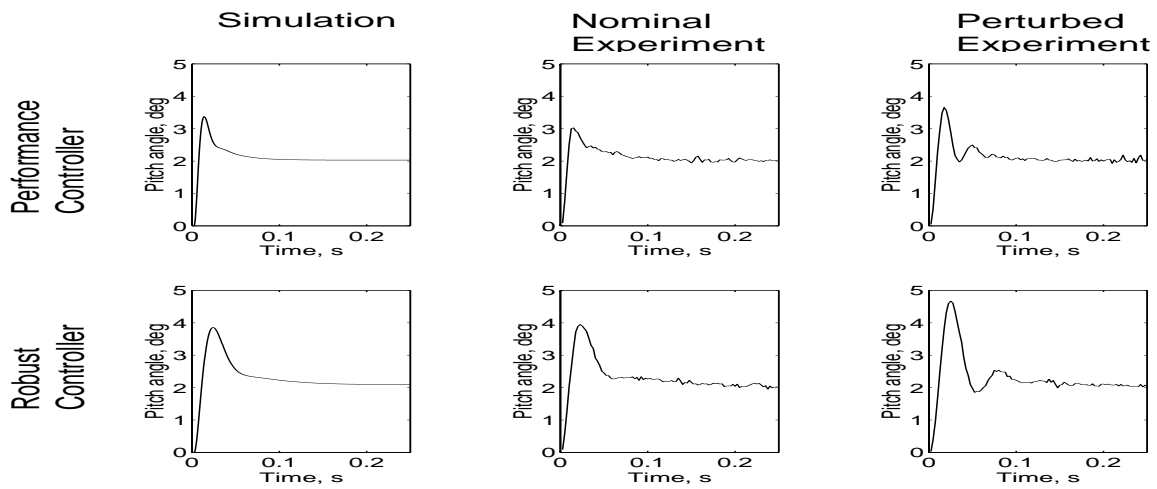 Simulation
Nominal
Experiment
Perturbed
Experiment
Performance
Controller
5
4
3
2
1
0
Pitch angle, deg
0
0.1
0.2
Time, s
5
4
3
2
1
0
Pitch angle, deg
0
0.1
0.2
Time, s
5
4
3
2
1
0
Pitch angle, deg
0
0.1
0.2
Time, s
Robust
Controller
5
4
3
2
1
0
Pitch angle, deg
0
0.1
0.2
Time, s
5
4
3
2
1
0
Pitch angle, deg
0
0.1
0.2
Time, s
5
4
3
2
1
0
Pitch angle, deg
0
0.1
0.2
Time, s